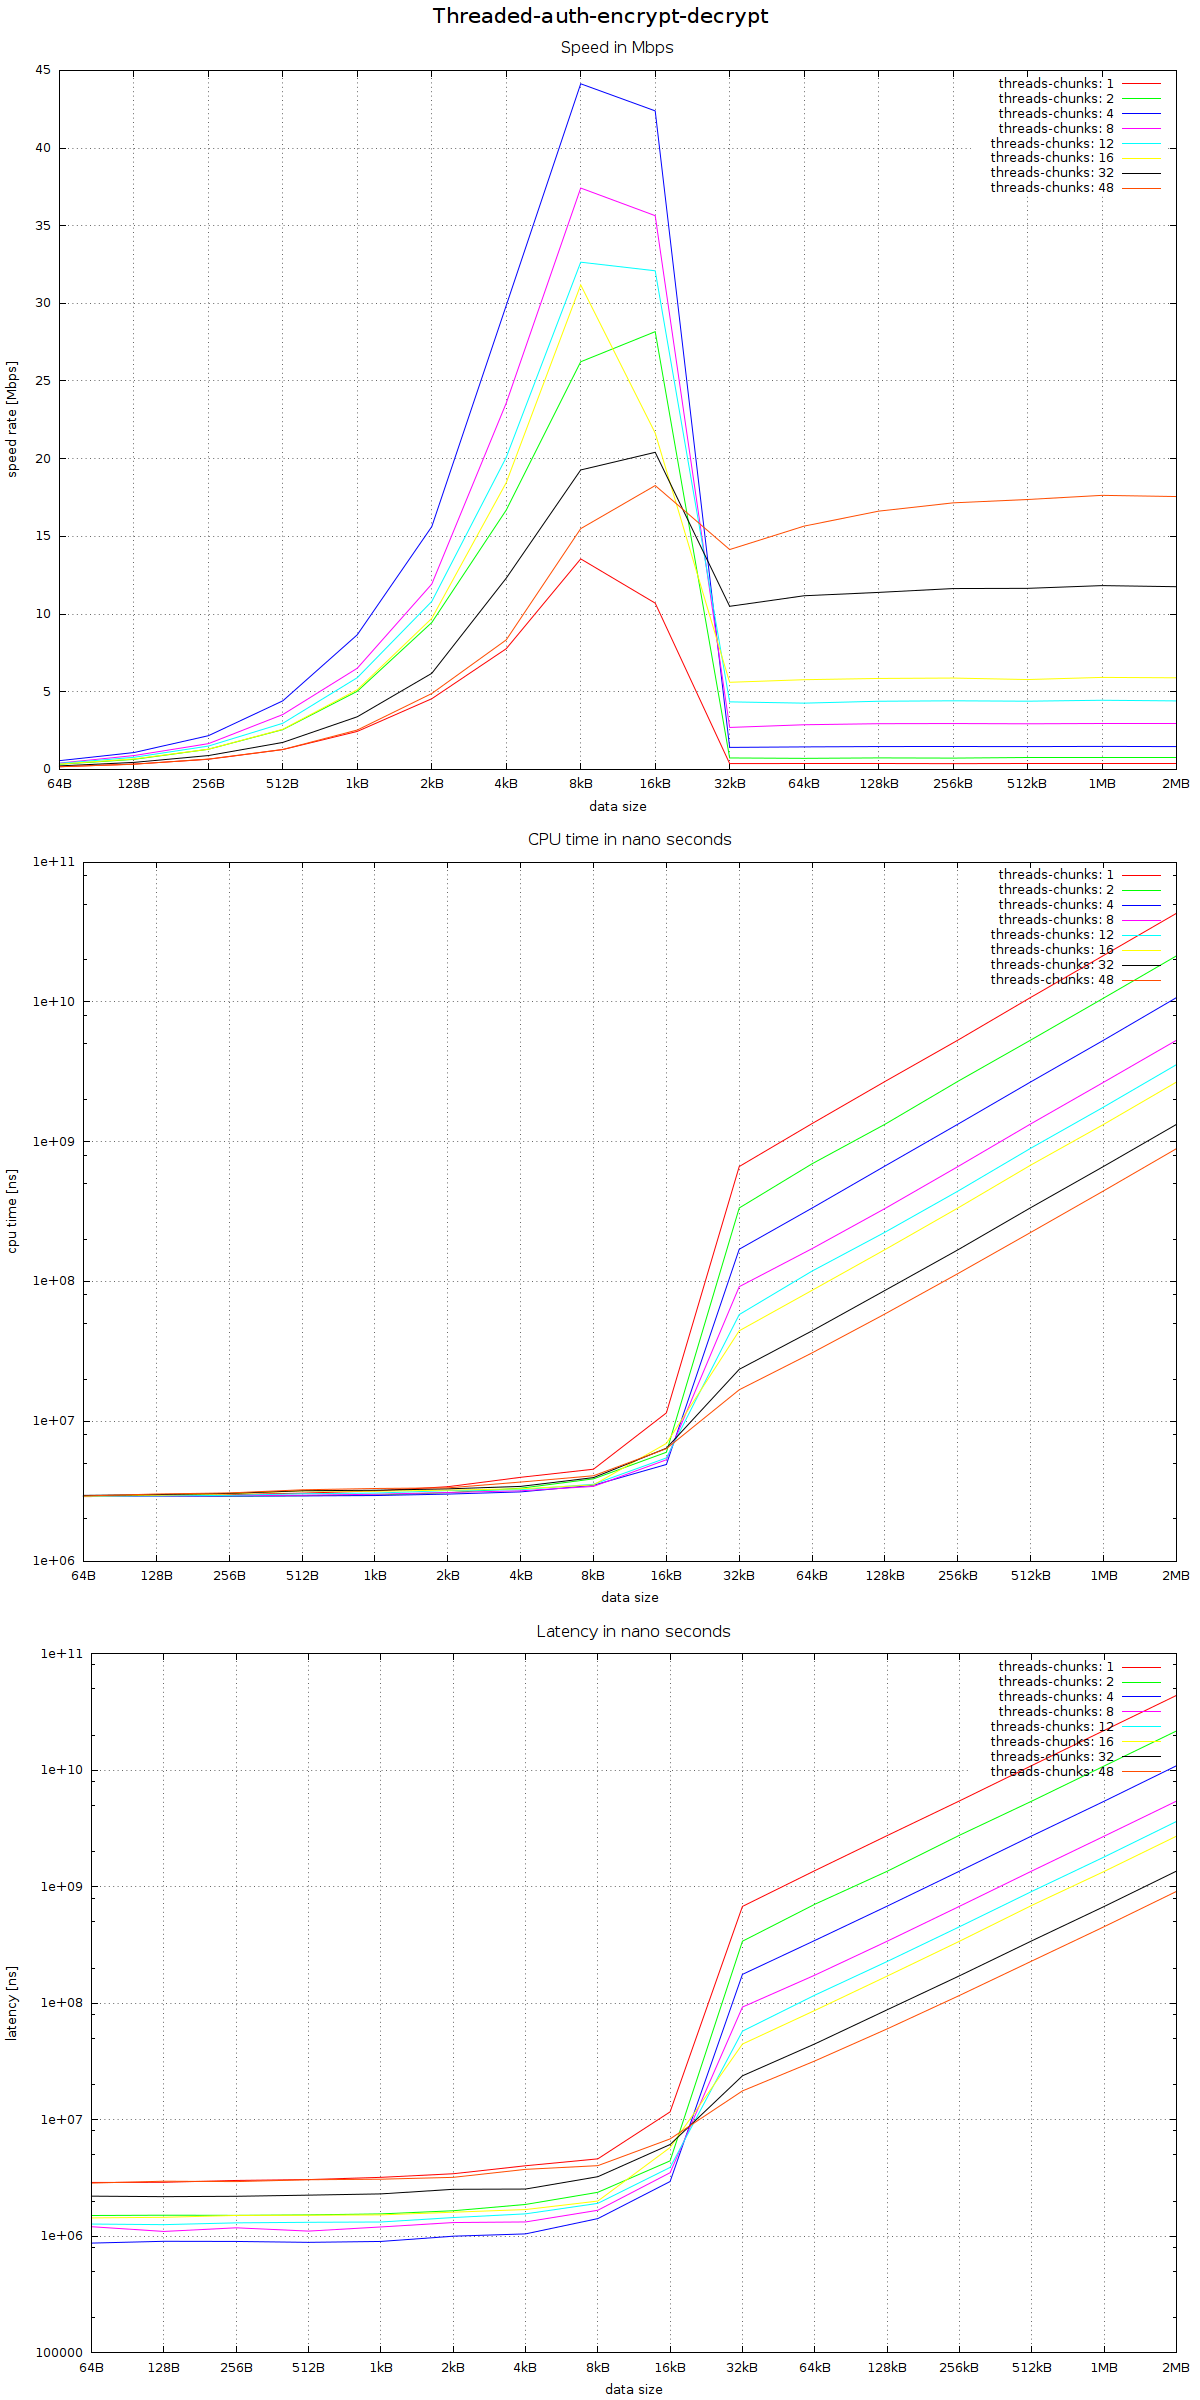 Threaded-auth-encrypt-decrypt
Speed in Mbps
45
40
35
30
25
20
15
10
5
0
speed rate [Mbps]
threads-chunks: 1
threads-chunks: 2
threads-chunks: 4
threads-chunks: 8
threads-chunks: 12
threads-chunks: 16
threads-chunks: 32
threads-chunks: 48
64B 128B 256B 512B 1kB 2kB 4kB 8kB 16kB 32kB 64kB 128kB 256kB 512kB 1MB 2MB
data size
CPU time in nano seconds
1e+11
1e+10
1e+09
1e+08
1e+07
1e+06
cpu time [ns]
threads-chunks: 1
threads-chunks: 2
threads-chunks: 4
threads-chunks: 8
threads-chunks: 12
threads-chunks: 16
threads-chunks: 32
threads-chunks: 48
64B 128B 256B 512B 1kB 2kB 4kB 8kB 16kB 32kB 64kB 128kB 256kB 512kB 1MB 2MB
data size
Latency in nano seconds
1e+11
1e+10
1e+09
1e+08
1e+07
1e+06
100000
latency [ns]
threads-chunks: 1
threads-chunks: 2
threads-chunks: 4
threads-chunks: 8
threads-chunks: 12
threads-chunks: 16
threads-chunks: 32
threads-chunks: 48
64B 128B 256B 512B 1kB 2kB 4kB 8kB 16kB 32kB 64kB 128kB 256kB 512kB 1MB 2MB
data size